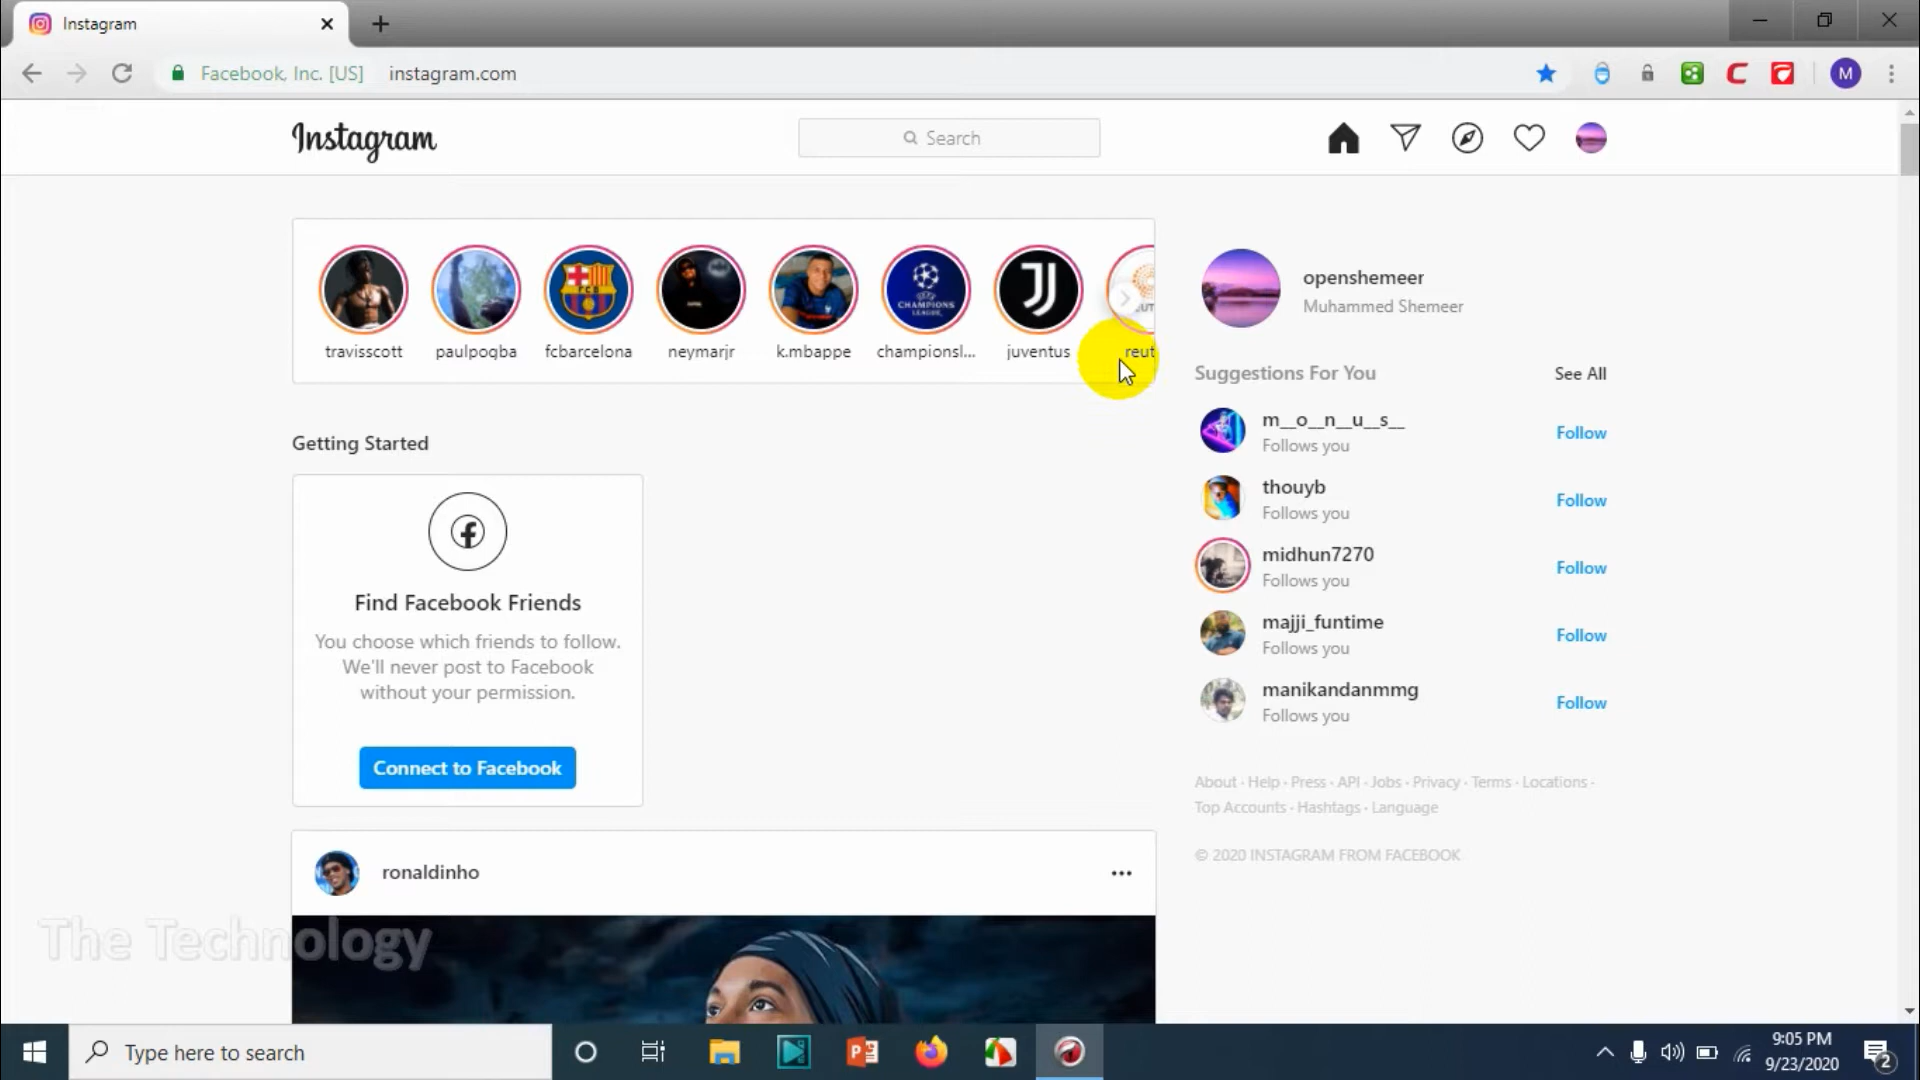 Instagram
Facebook, Inc. [US] instagram.com
M
Instagram
Search
travisscott
paulpogba
fcbarcelona
neymarjr
k.mbappe
championsl...
juventus
reut
FCB
CHAMPIONS
LEAGUE
openshemeer
Muhammed Shemeer
Suggestions For You
See All
m__o__n__u__s__
Follows you
Follow
thouyb
Follows you
Follow
midhun7270
Follows you
Follow
majji_funtime
Follows you
Follow
manikandanmmg
Follows you
Follow
About · Help · Press · API · Jobs · Privacy · Terms · Locations ·
Top Accounts · Hashtags · Language
© 2020 INSTAGRAM FROM FACEBOOK
Getting Started
Find Facebook Friends
You choose which friends to follow.
We'll never post to Facebook
without your permission.
Connect to Facebook
ronaldinho
The Technology
Type here to search
9:05 PM
9/23/2020
2